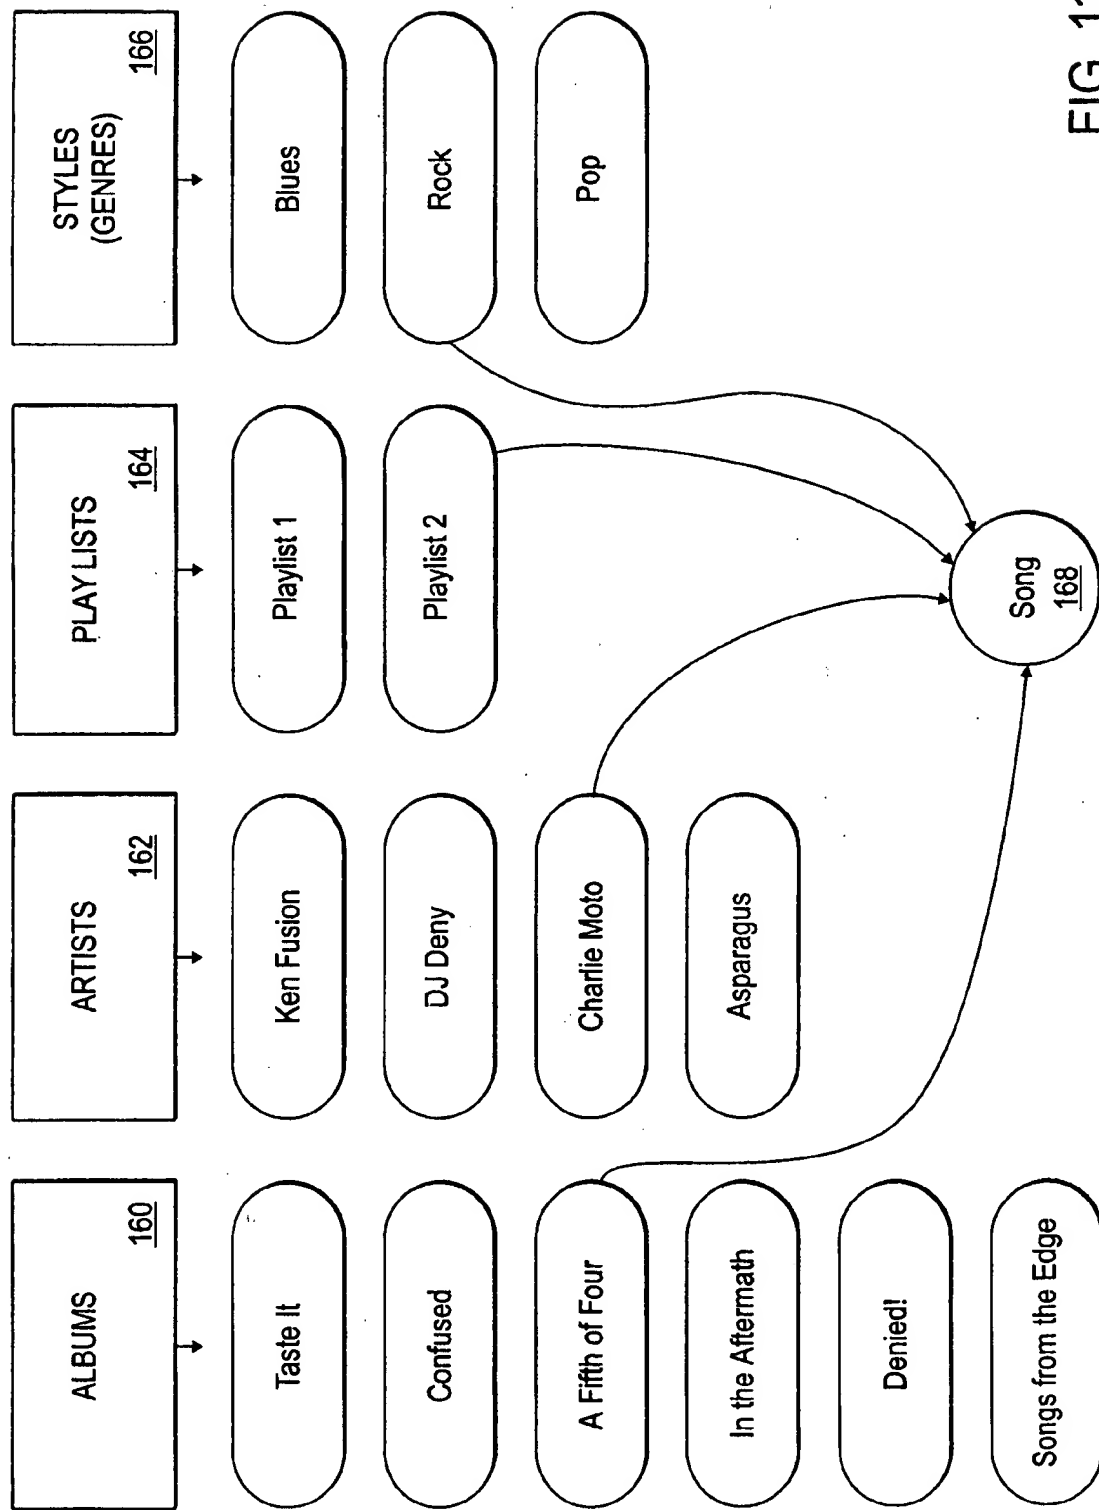 ALBUMS
160
Taste It
Confused
A Fifth of Four
In the Aftermath
Denied!
Songs from the Edge
ARTISTS
162
Ken Fusion
DJ Deny
Charlie Moto
Asparagus
PLAYLISTS
164
Playlist 1
Playlist 2
STYLES
(GENRES)
166
Blues
Rock
Pop
Song
168
FIG. 11